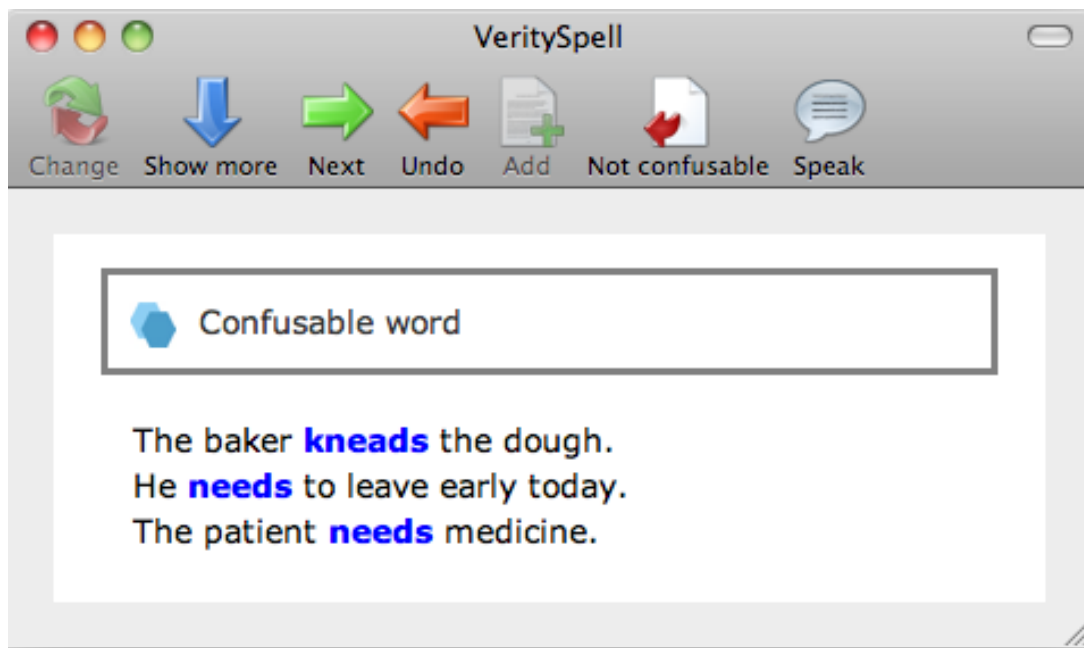 VeritySpell
Change Show more Next Undo Add Not confusable Speak
Confusable word
The baker kneads the dough.
He needs to leave early today.
The patient needs medicine.